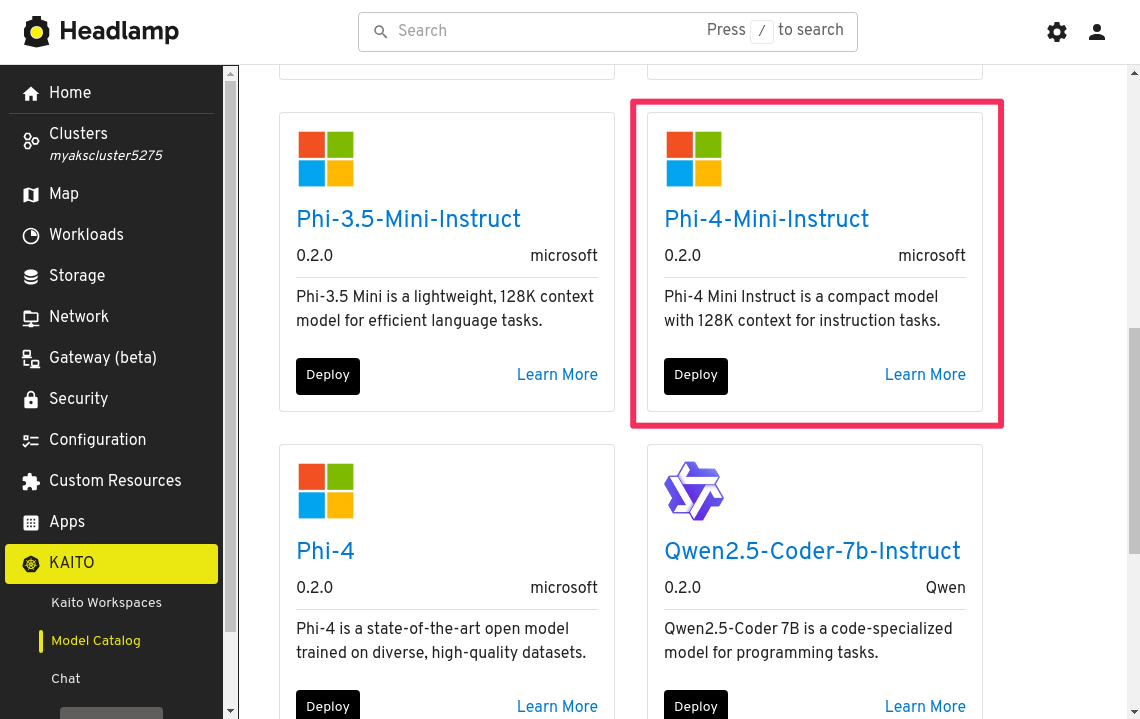 Headlamp
Search
Press / to search
Home
Clusters
myakscluster5275
Map
Workloads
Storage
Network
Gateway (beta)
Security
Configuration
Custom Resources
Apps
KAITO
Kaito Workspaces
Model Catalog
Chat
Phi-3.5-Mini-Instruct
0.2.0 microsoft
Phi-3.5 Mini is a lightweight, 128K context
model for efficient language tasks.
Deploy Learn More
Phi-4-Mini-Instruct
0.2.0 microsoft
Phi-4 Mini Instruct is a compact model
with 128K context for instruction tasks.
Deploy Learn More
Phi-4
0.2.0 microsoft
Phi-4 is a state-of-the-art open model
trained on diverse, high-quality datasets.
Deploy Learn More
Qwen2.5-Coder-7b-Instruct
0.2.0 Qwen
Qwen2.5-Coder 7B is a code-specialized
model for programming tasks.
Deploy Learn More